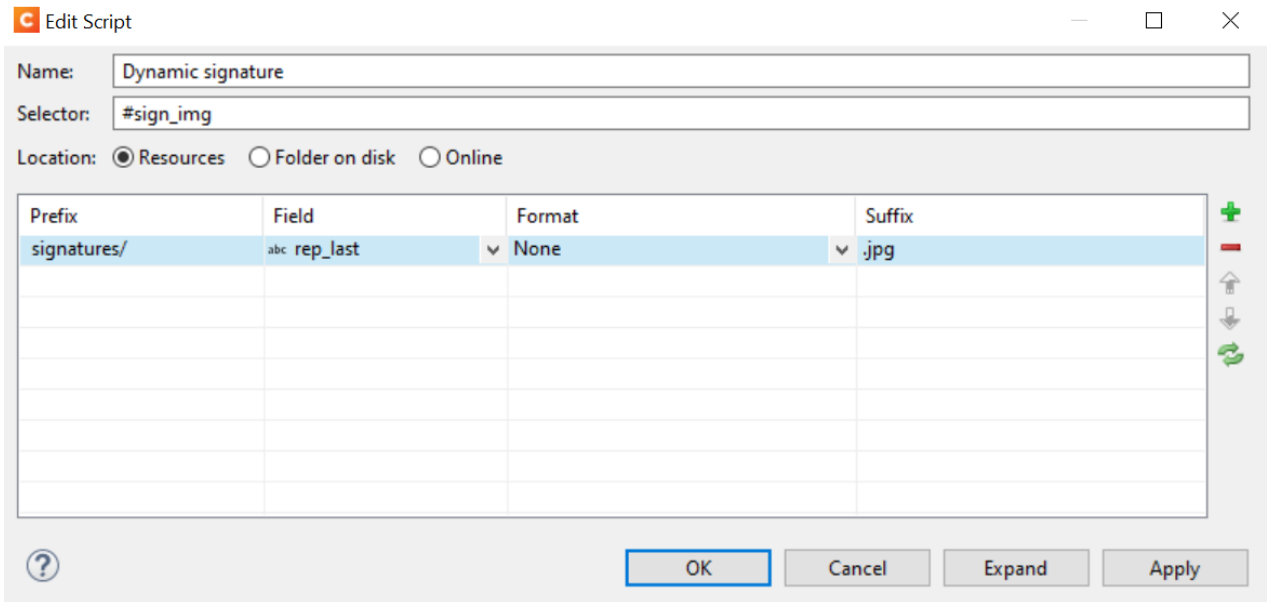 C Edit Script
Name: Dynamic signature
Selector: #sign_img
Location: Resources Folder on disk Online
Prefix Field Format Suffix
signatures/ abc rep_last None .jpg
? OK Cancel Expand Apply